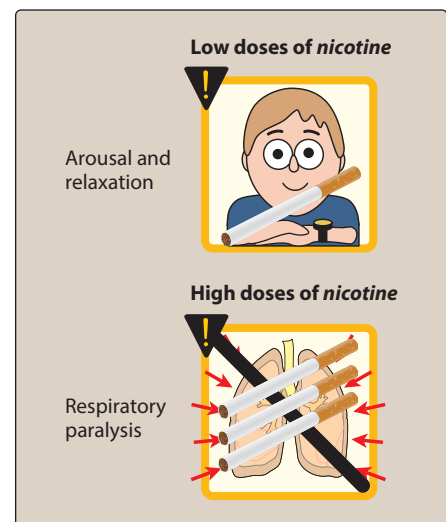 Low doses of nicotine
!
Arousal and
relaxation
High doses of nicotine
!
Respiratory
paralysis